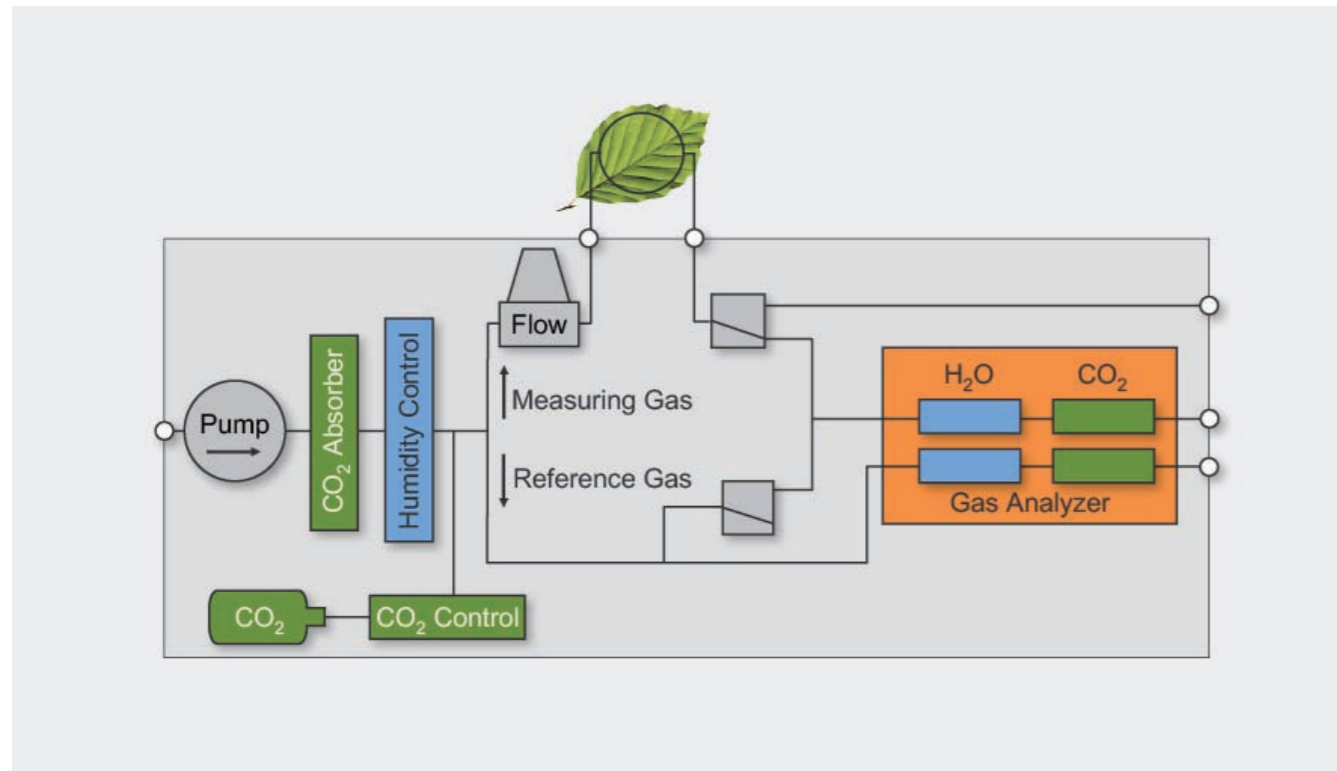 Flow
Measuring Gas
Reference Gas
Pump
CO₂ Absorber
Humidity Control
CO₂
CO₂ Control
H₂O
CO₂
Gas Analyzer